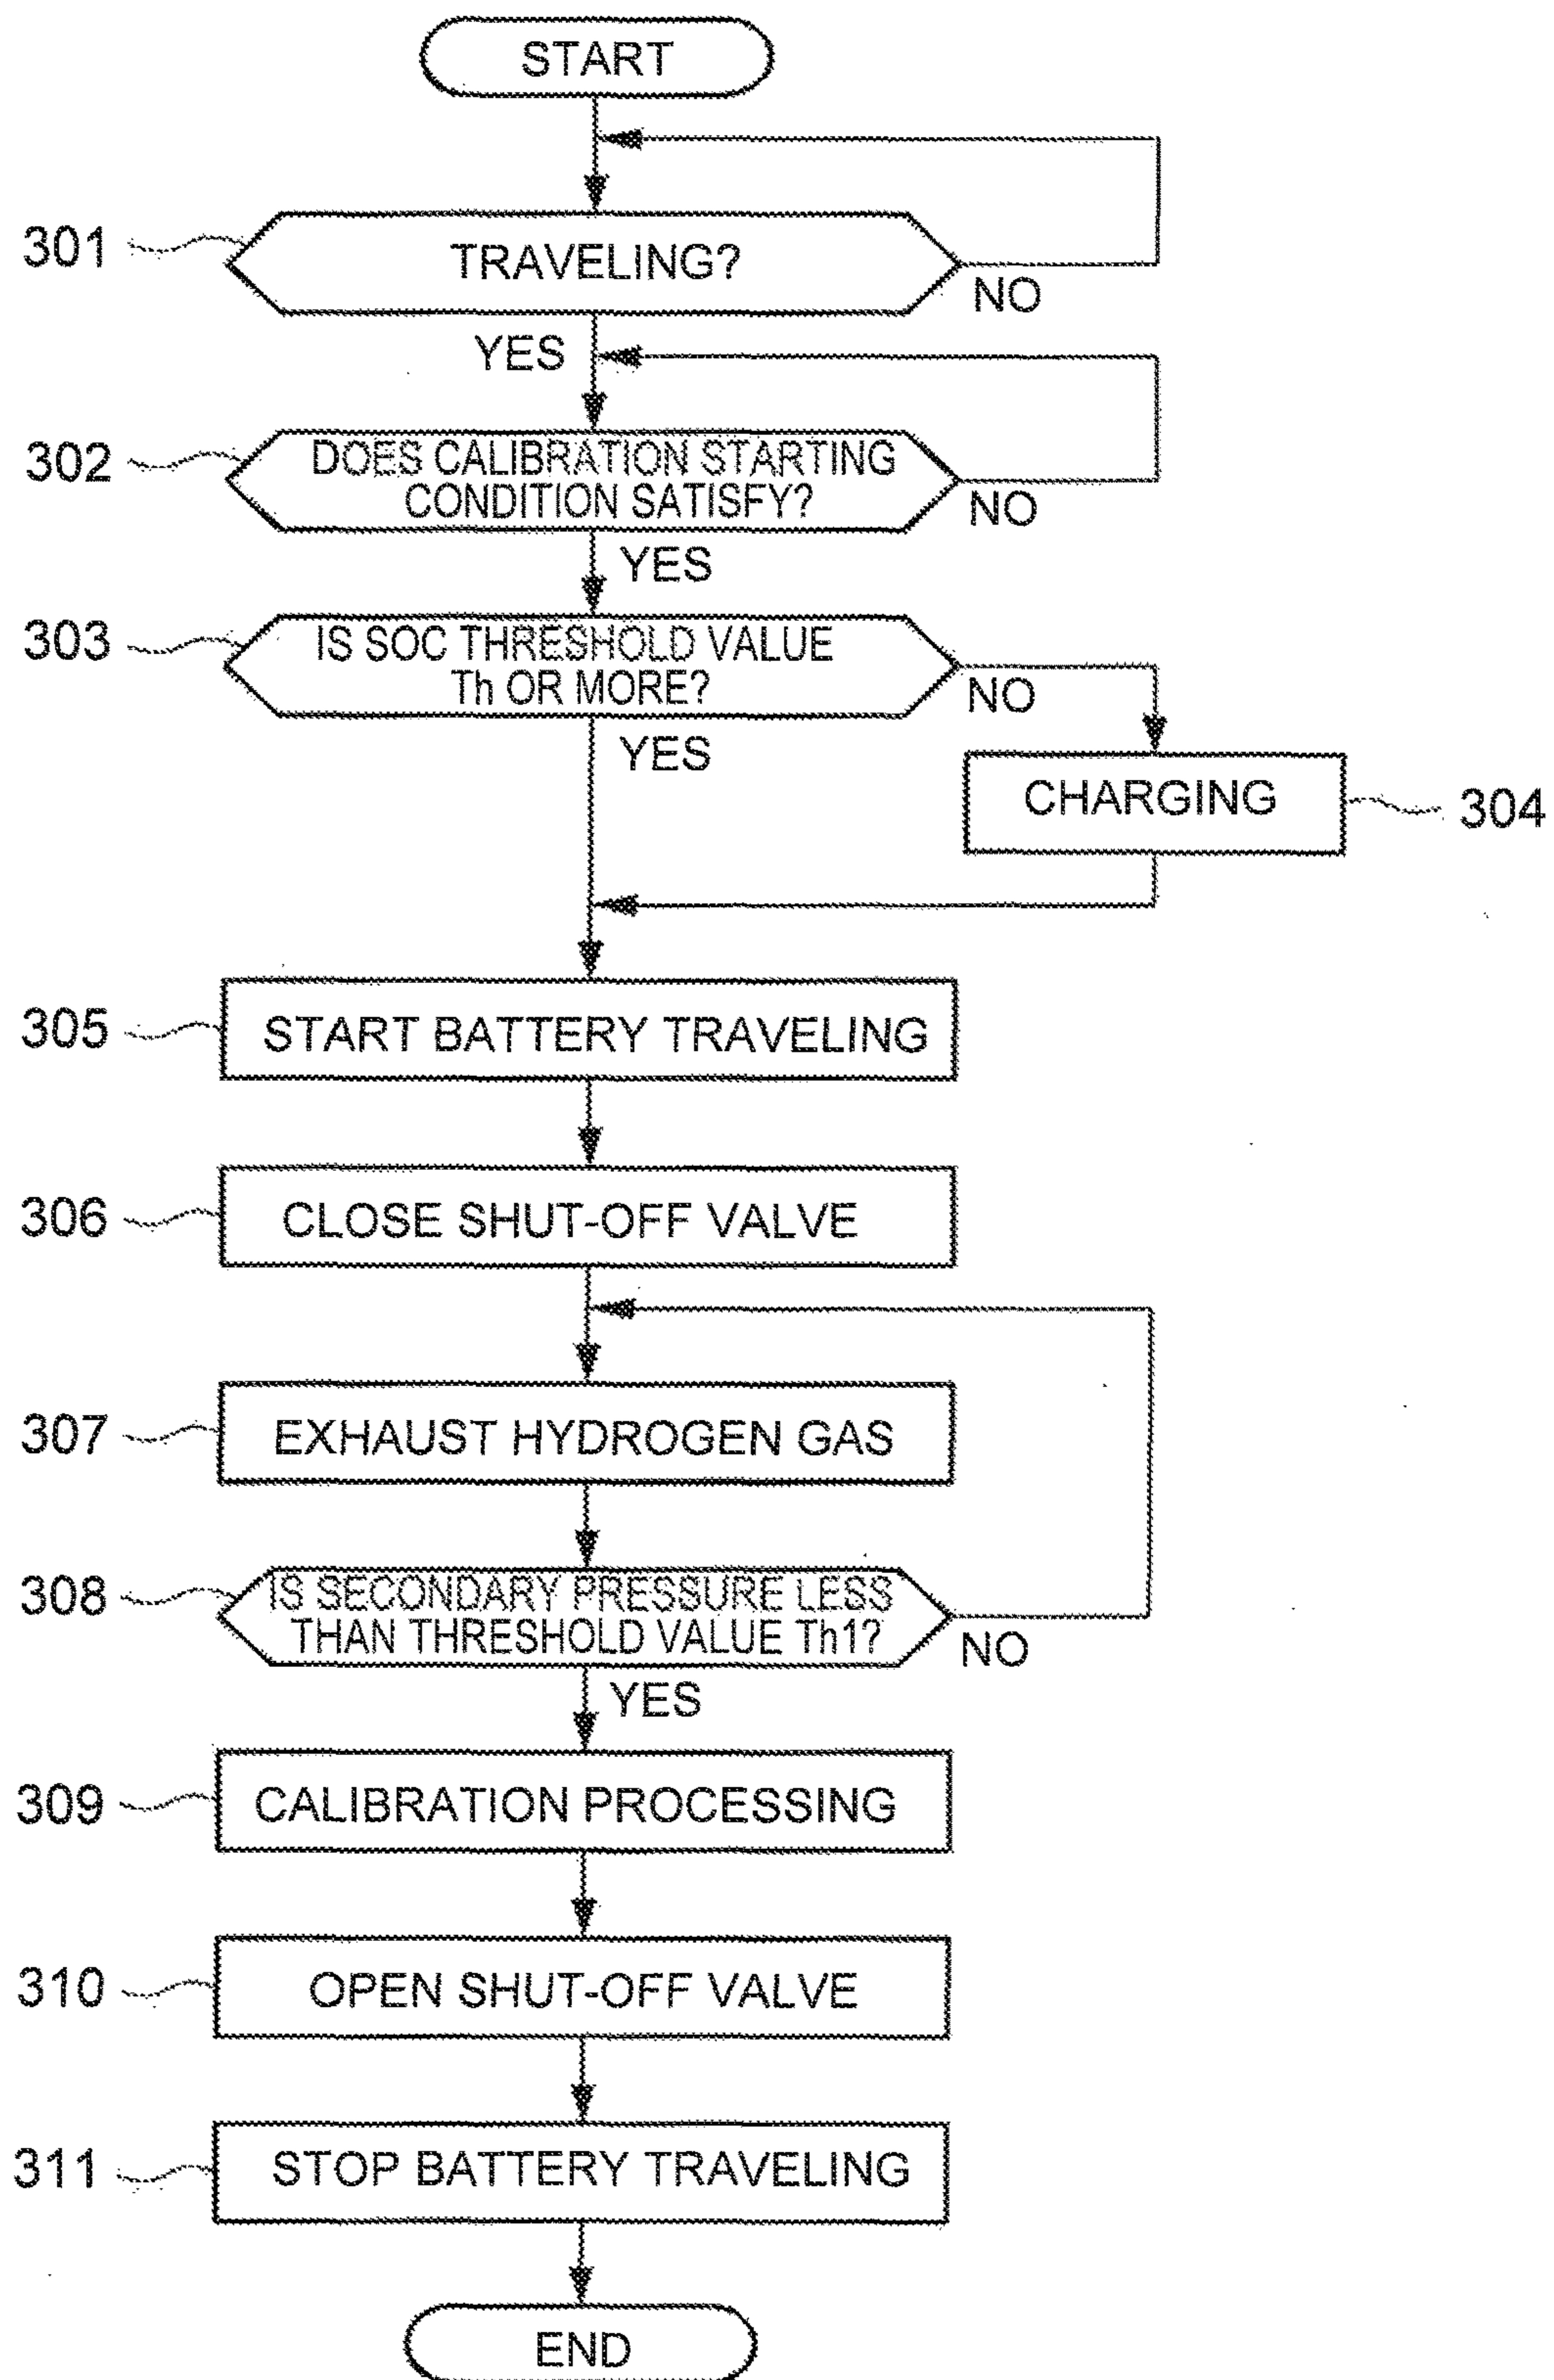 START
301
TRAVELING?
NO
YES
302
DOES CALIBRATION STARTING
CONDITION SATISFY?
NO
YES
303
IS SOC THRESHOLD VALUE
Th OR MORE?
NO
YES
CHARGING
304
305
START BATTERY TRAVELING
306
CLOSE SHUT-OFF VALVE
307
EXHAUST HYDROGEN GAS
308
IS SECONDARY PRESSURE LESS
THAN THRESHOLD VALUE Th1?
NO
YES
309
CALIBRATION PROCESSING
310
OPEN SHUT-OFF VALVE
311
STOP BATTERY TRAVELING
END